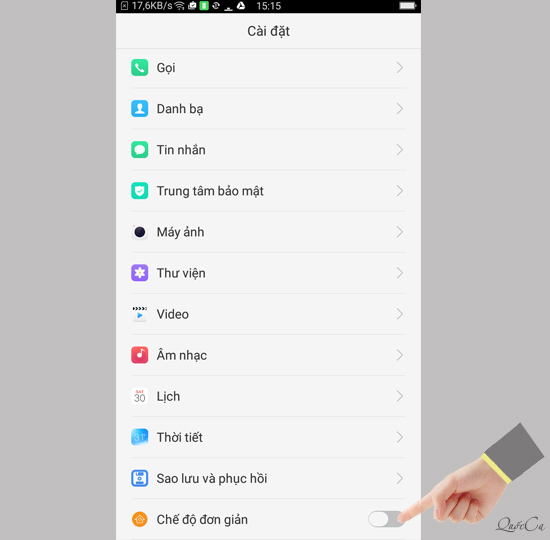 17,6KB/s 15:15
Cài đặt
Gọi
Danh bạ
Tin nhắn
Trung tâm bảo mật
Máy ảnh
Thư viện
Video
Âm nhạc
SAT
30
Lịch
31°
Thời tiết
Sao lưu và phục hồi
Chế độ đơn giản
QuốcCa